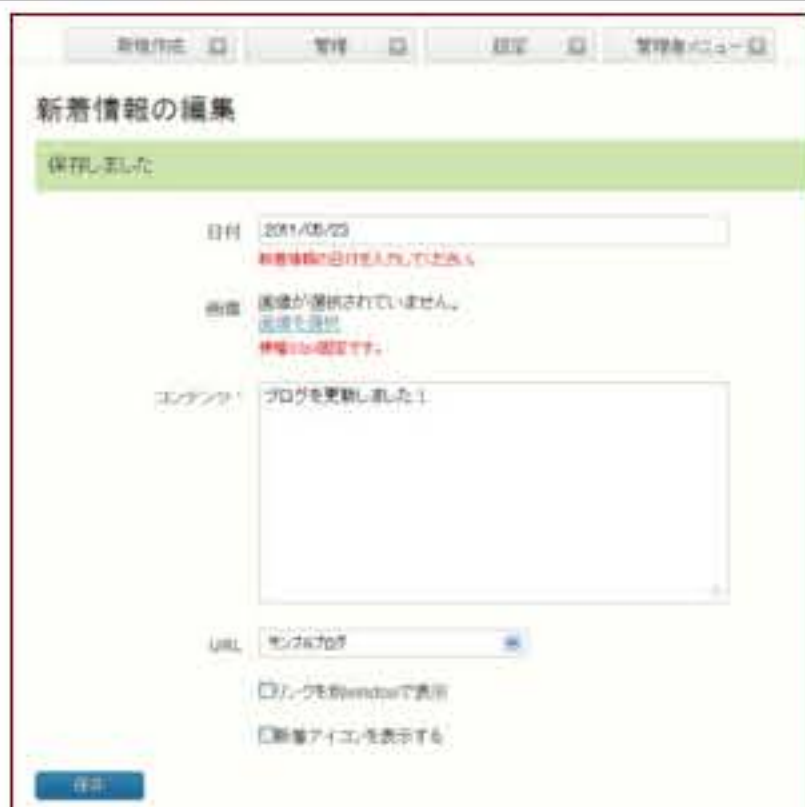 新規作成 管理 設定 管理者メニュー
新着情報の編集
保存しました
日付 2011/05/23
新着情報の日付を入力してください。
画像 画像が選択されていません。
画像を選択
コンテンツ* ブログを更新しました！
URL サンプルブログ
リンクを別windowで表示
新着アイコンを表示する
保存